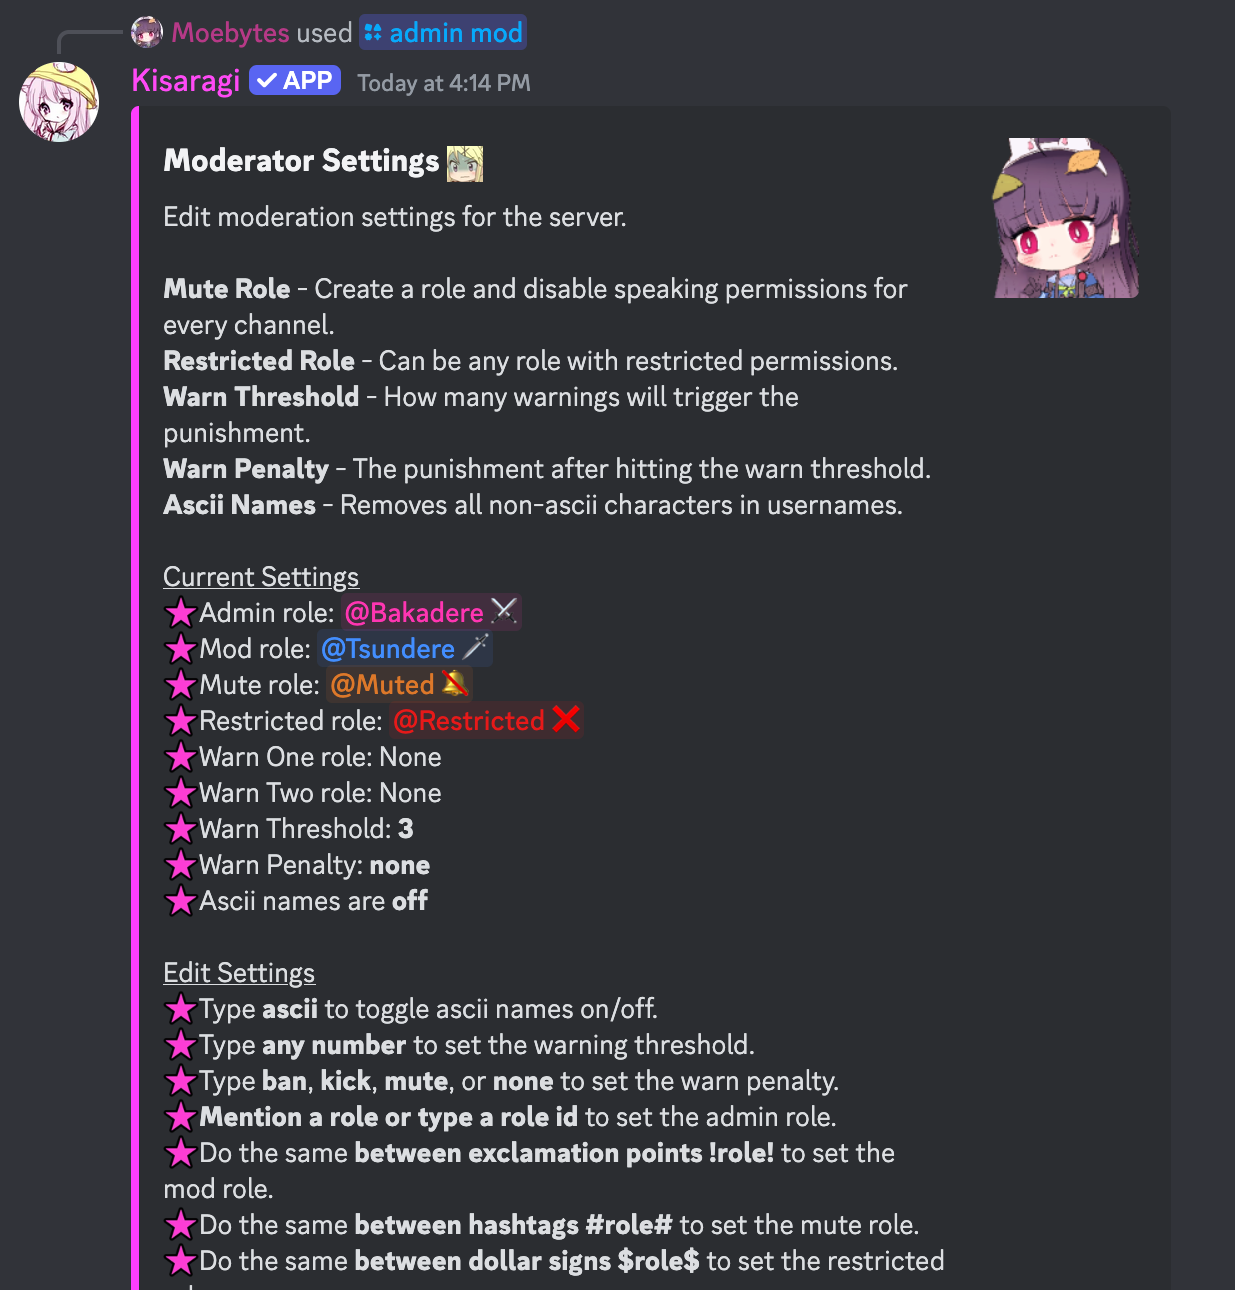 Moebytes used admin mod
Kisaragi APP Today at 4:14 PM
Moderator Settings
Edit moderation settings for the server.
Mute Role - Create a role and disable speaking permissions for
every channel.
Restricted Role - Can be any role with restricted permissions.
Warn Threshold - How many warnings will trigger the
punishment.
Warn Penalty - The punishment after hitting the warn threshold.
Ascii Names - Removes all non-ascii characters in usernames.
Current Settings
Admin role: @Bakadere ⚔
Mod role: @Tsundere 🗡
Mute role: @Muted 🔕
Restricted role: @Restricted ❌
Warn One role: None
Warn Two role: None
Warn Threshold: 3
Warn Penalty: none
Ascii names are off
Edit Settings
Type ascii to toggle ascii names on/off.
Type any number to set the warning threshold.
Type ban, kick, mute, or none to set the warn penalty.
Mention a role or type a role id to set the admin role.
Do the same between exclamation points !role! to set the
mod role.
Do the same between hashtags #role# to set the mute role.
Do the same between dollar signs $role$ to set the restricted